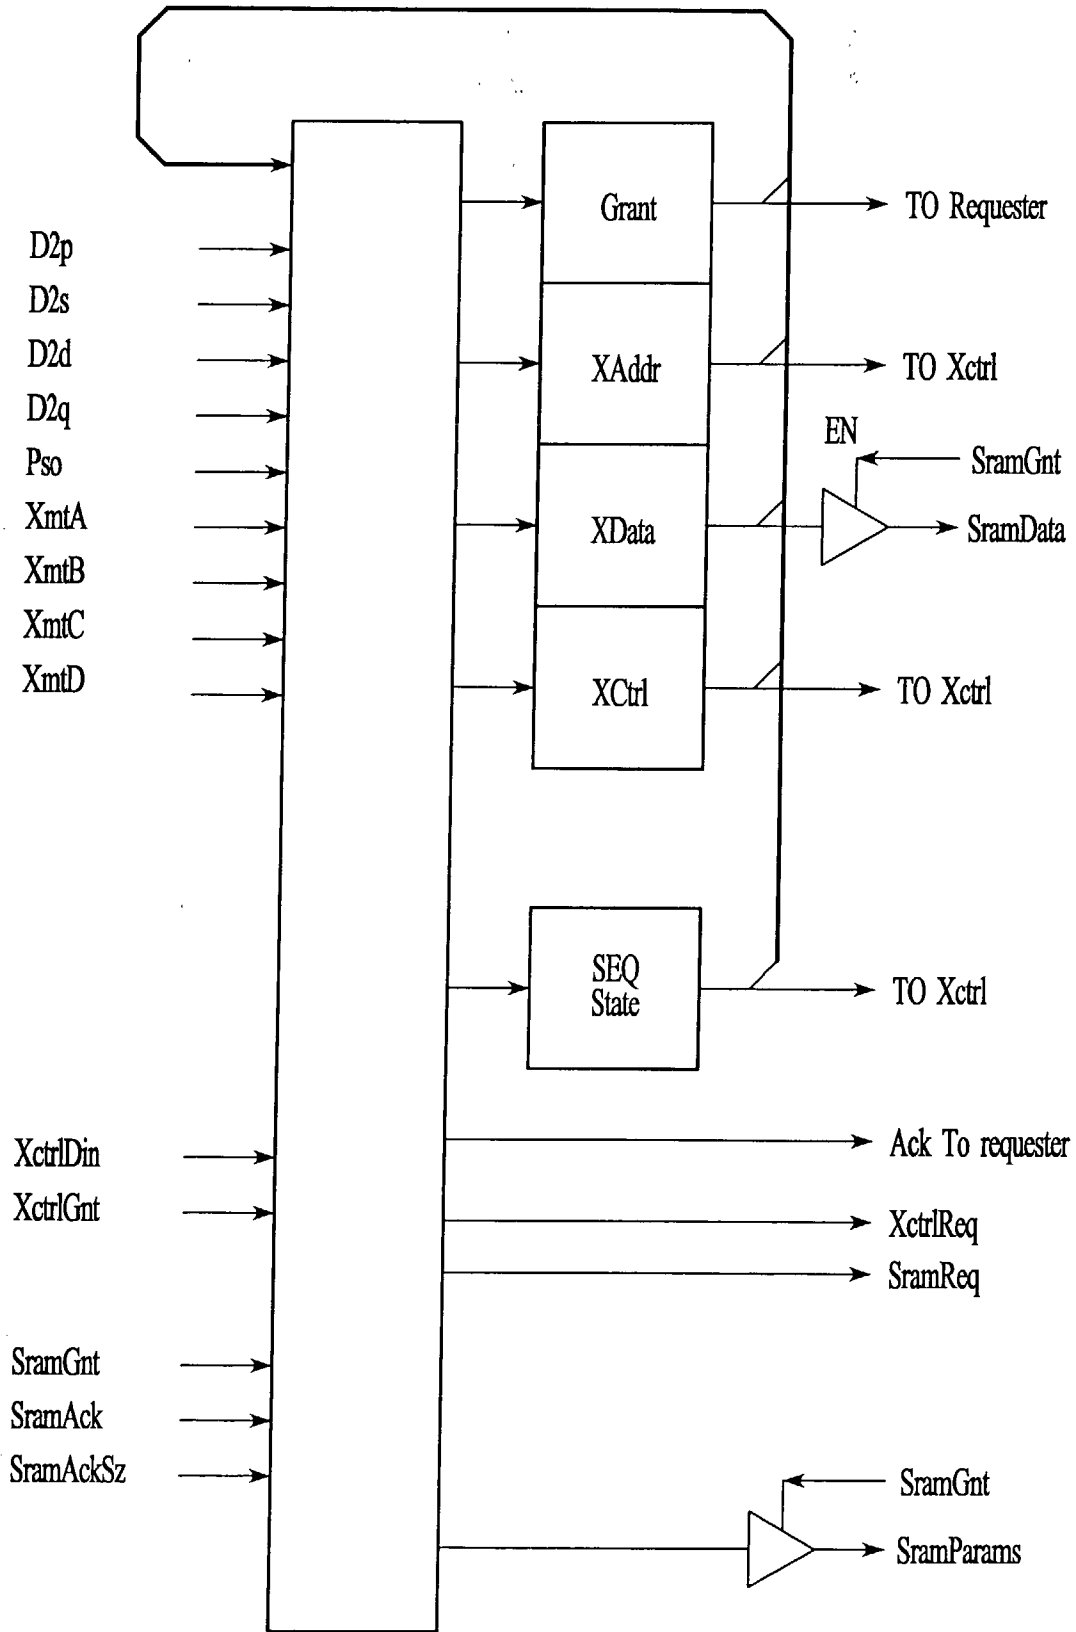 Grant
TO Requester
D2p
D2s
D2d
XAddr
TO Xctrl
D2q
EN
Pso
SramGnt
XmtA
XData
SramData
XmtB
XmtC
XmtD
XCtrl
TO Xctrl
SEQ
State
TO Xctrl
XctrlDin
Ack To requester
XctrlGnt
XctrlReq
SramReq
SramGnt
SramAck
SramAckSz
SramGnt
SramParams